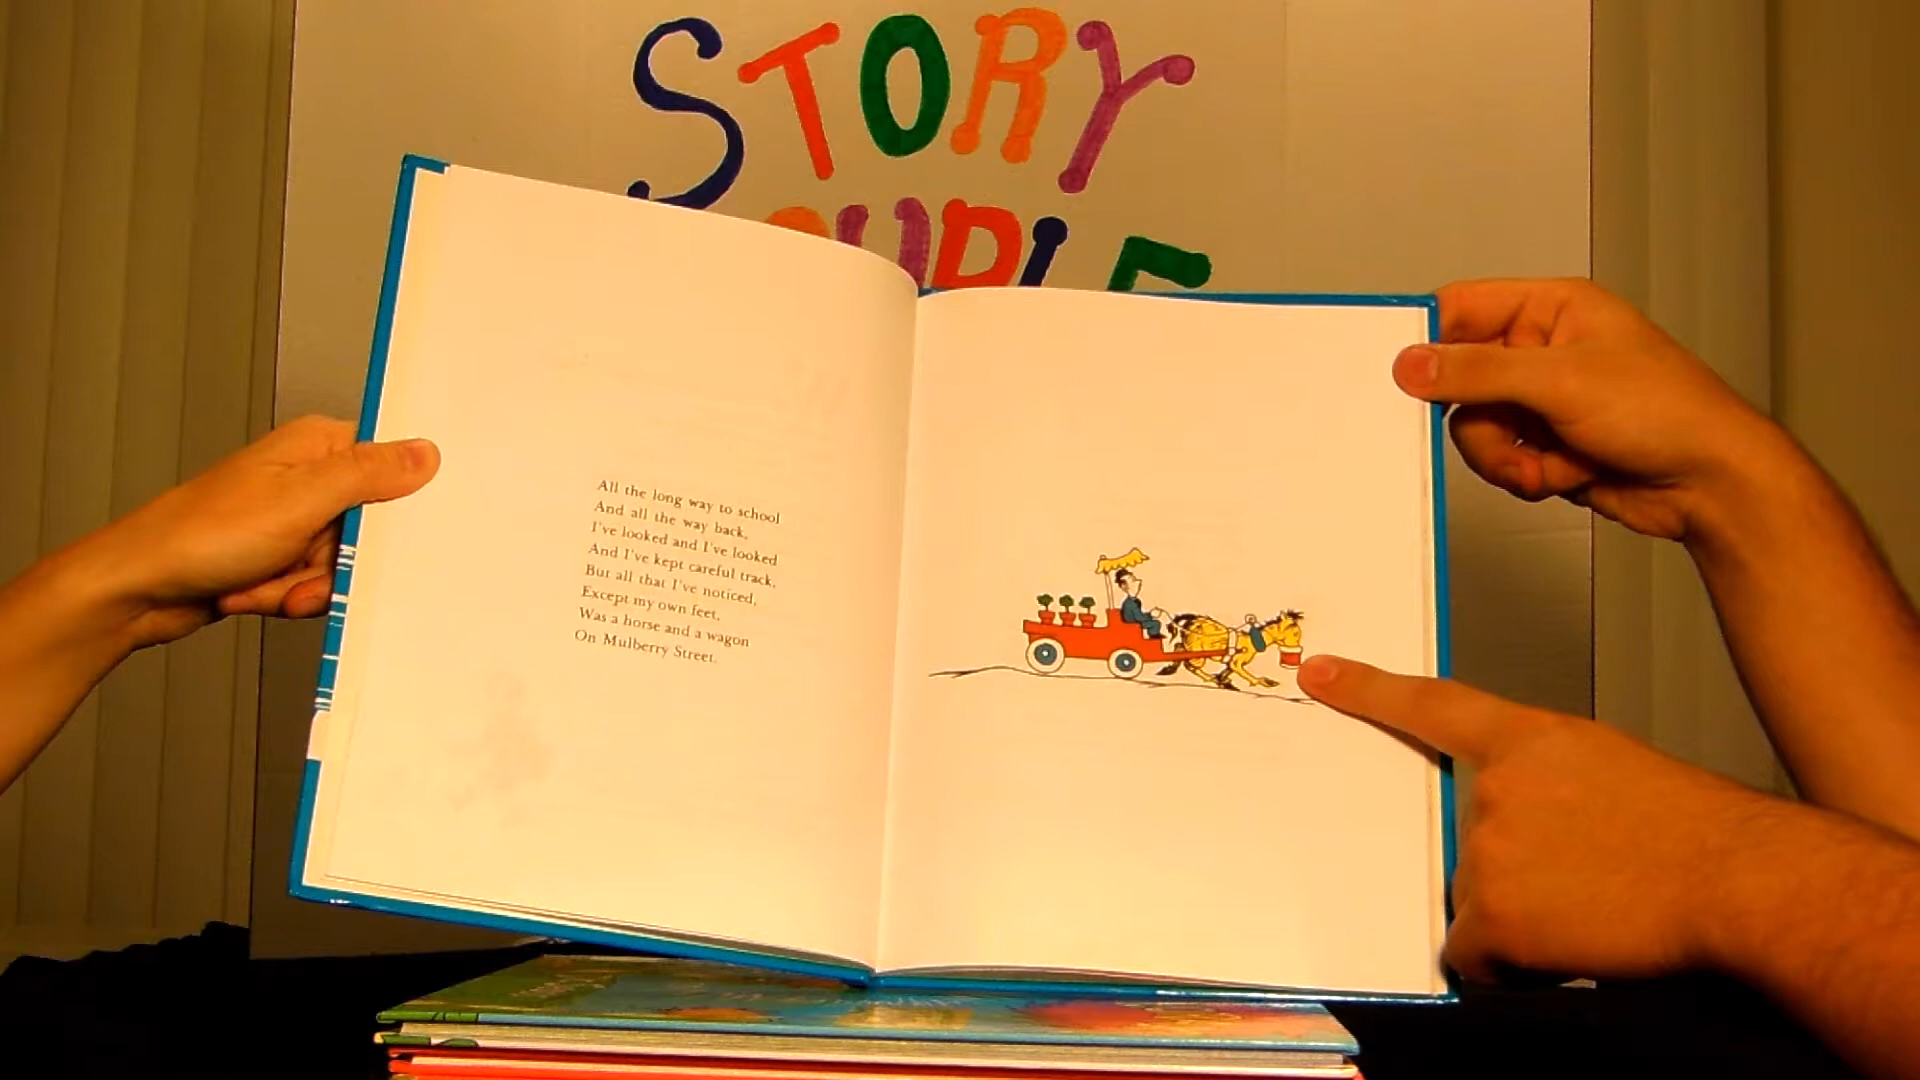 STORY
All the long way to school
And all the way back,
I've looked and I've looked
And I've kept careful track,
But all that I've noticed,
Except my own feet,
Was a horse and a wagon
On Mulberry Street.